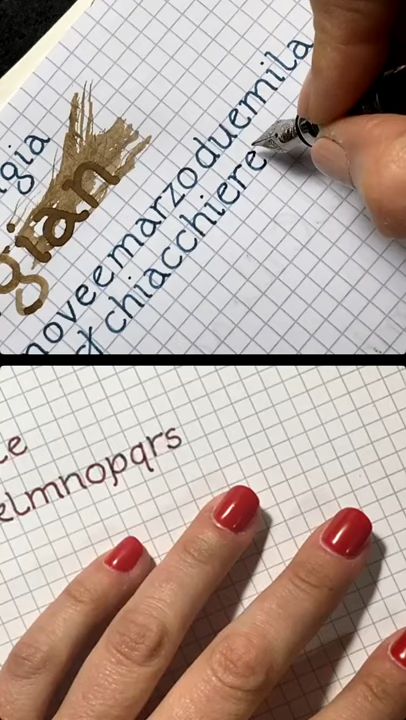 gia
gian
noveemarzoduemila
& chiacchiere
e
elmnopqrs